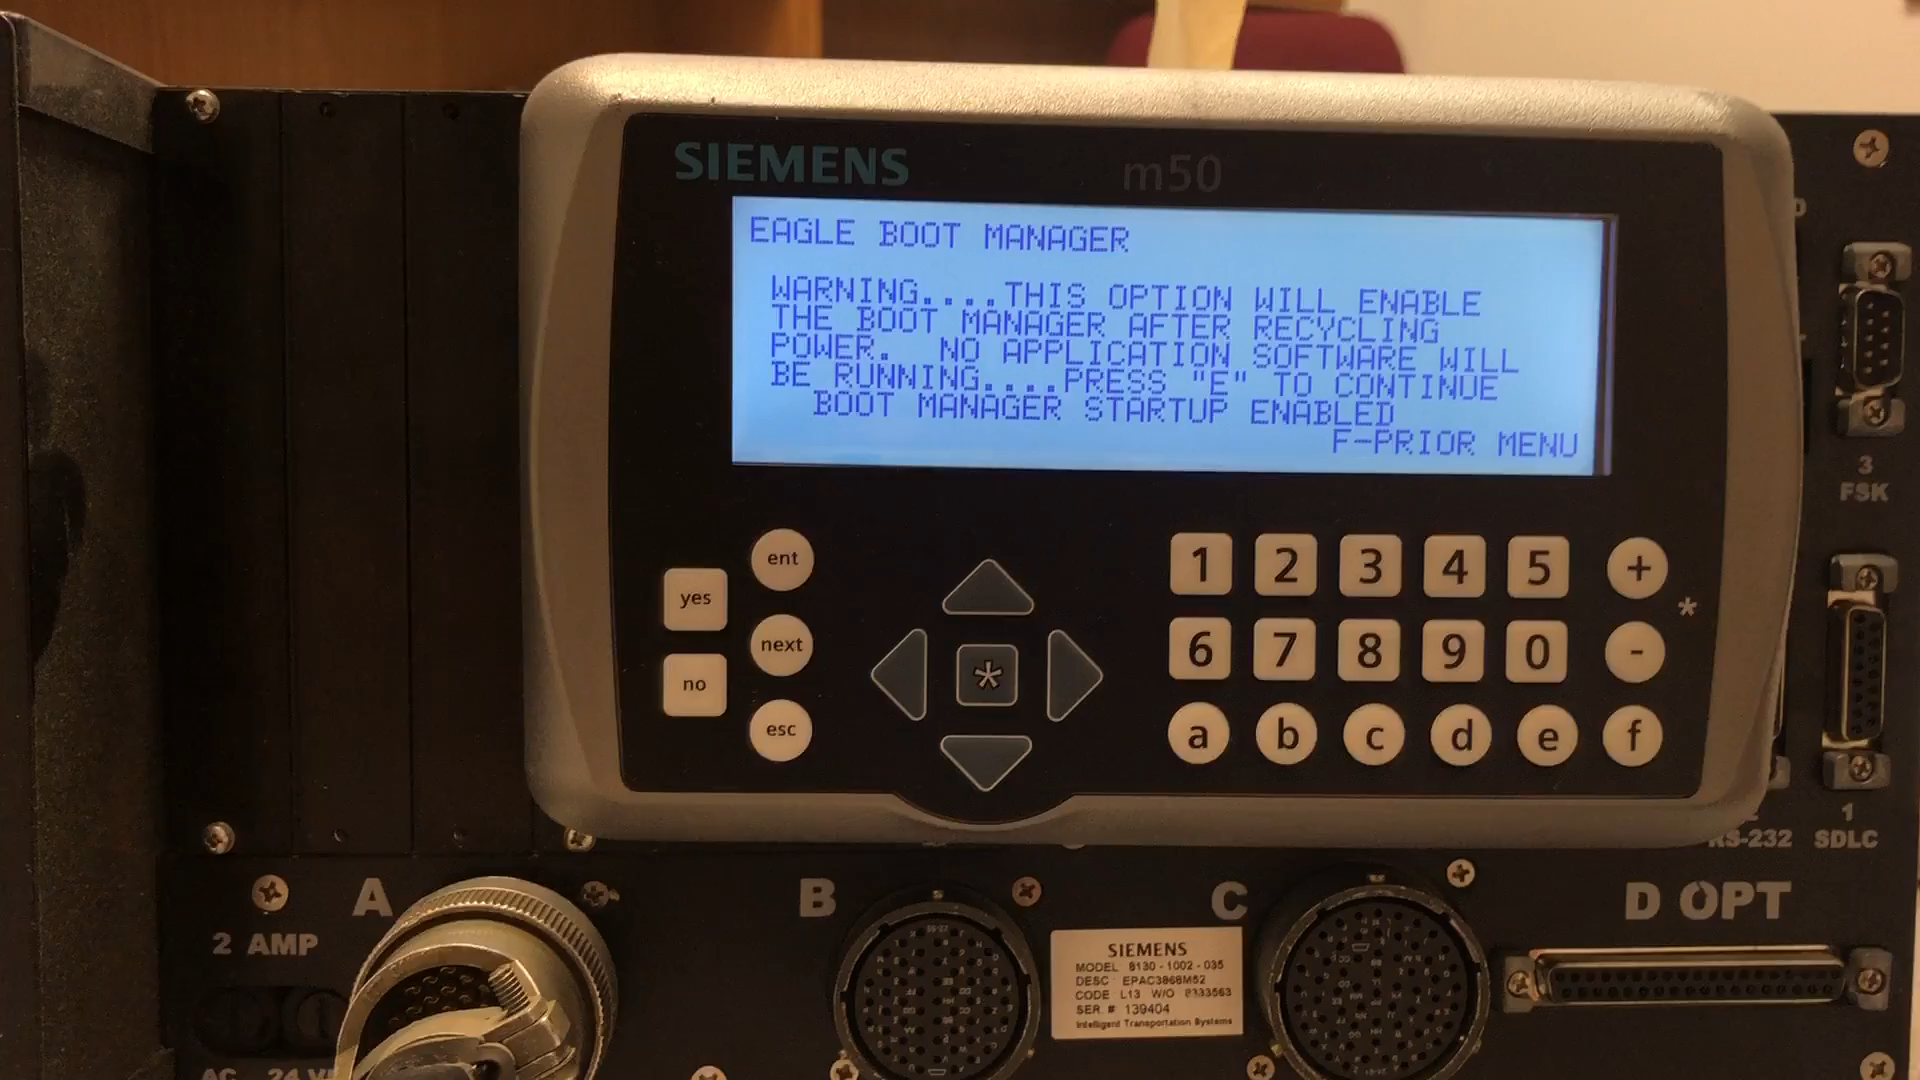 SIEMENS
m50
EAGLE BOOT MANAGER
WARNING....THIS OPTION WILL ENABLE
THE BOOT MANAGER AFTER RECYCLING
POWER.  NO APPLICATION SOFTWARE WILL
BE RUNNING....PRESS "E" TO CONTINUE
BOOT MANAGER STARTUP ENABLED
F-PRIOR MENU
yes
no
ent
next
esc
*
1 2 3 4 5 +
6 7 8 9 0 -
*
a b c d e f
3
FSK
RS-232
1
SDLC
A
B
C
D OPT
2 AMP
AC
SIEMENS
MODEL 8130 - 1002 - 035
DESC : EPAC3868M52
CODE : L13 W/O 8333563
SER. # 139404
Intelligent Transportation Systems